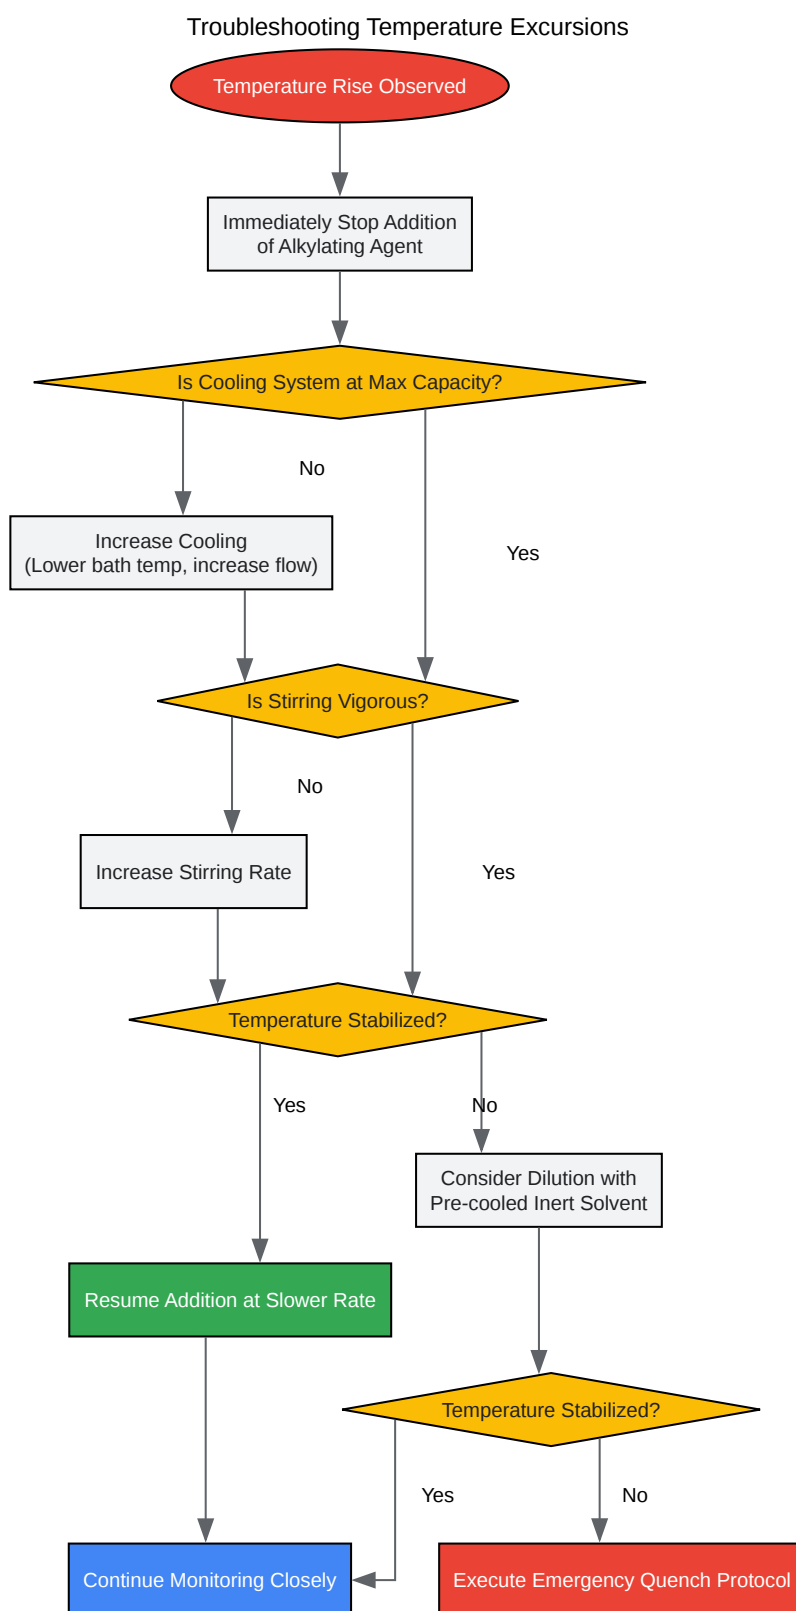 Troubleshooting Temperature Excursions
Temperature Rise Observed
Immediately Stop Addition
of Alkylating Agent
Is Cooling System at Max Capacity?
No
Increase Cooling
(Lower bath temp, increase flow)
Yes
Is Stirring Vigorous?
No
Increase Stirring Rate
Yes
Temperature Stabilized?
Yes
No
Consider Dilution with
Pre-cooled Inert Solvent
Resume Addition at Slower Rate
Temperature Stabilized?
Yes
No
Continue Monitoring Closely
Execute Emergency Quench Protocol